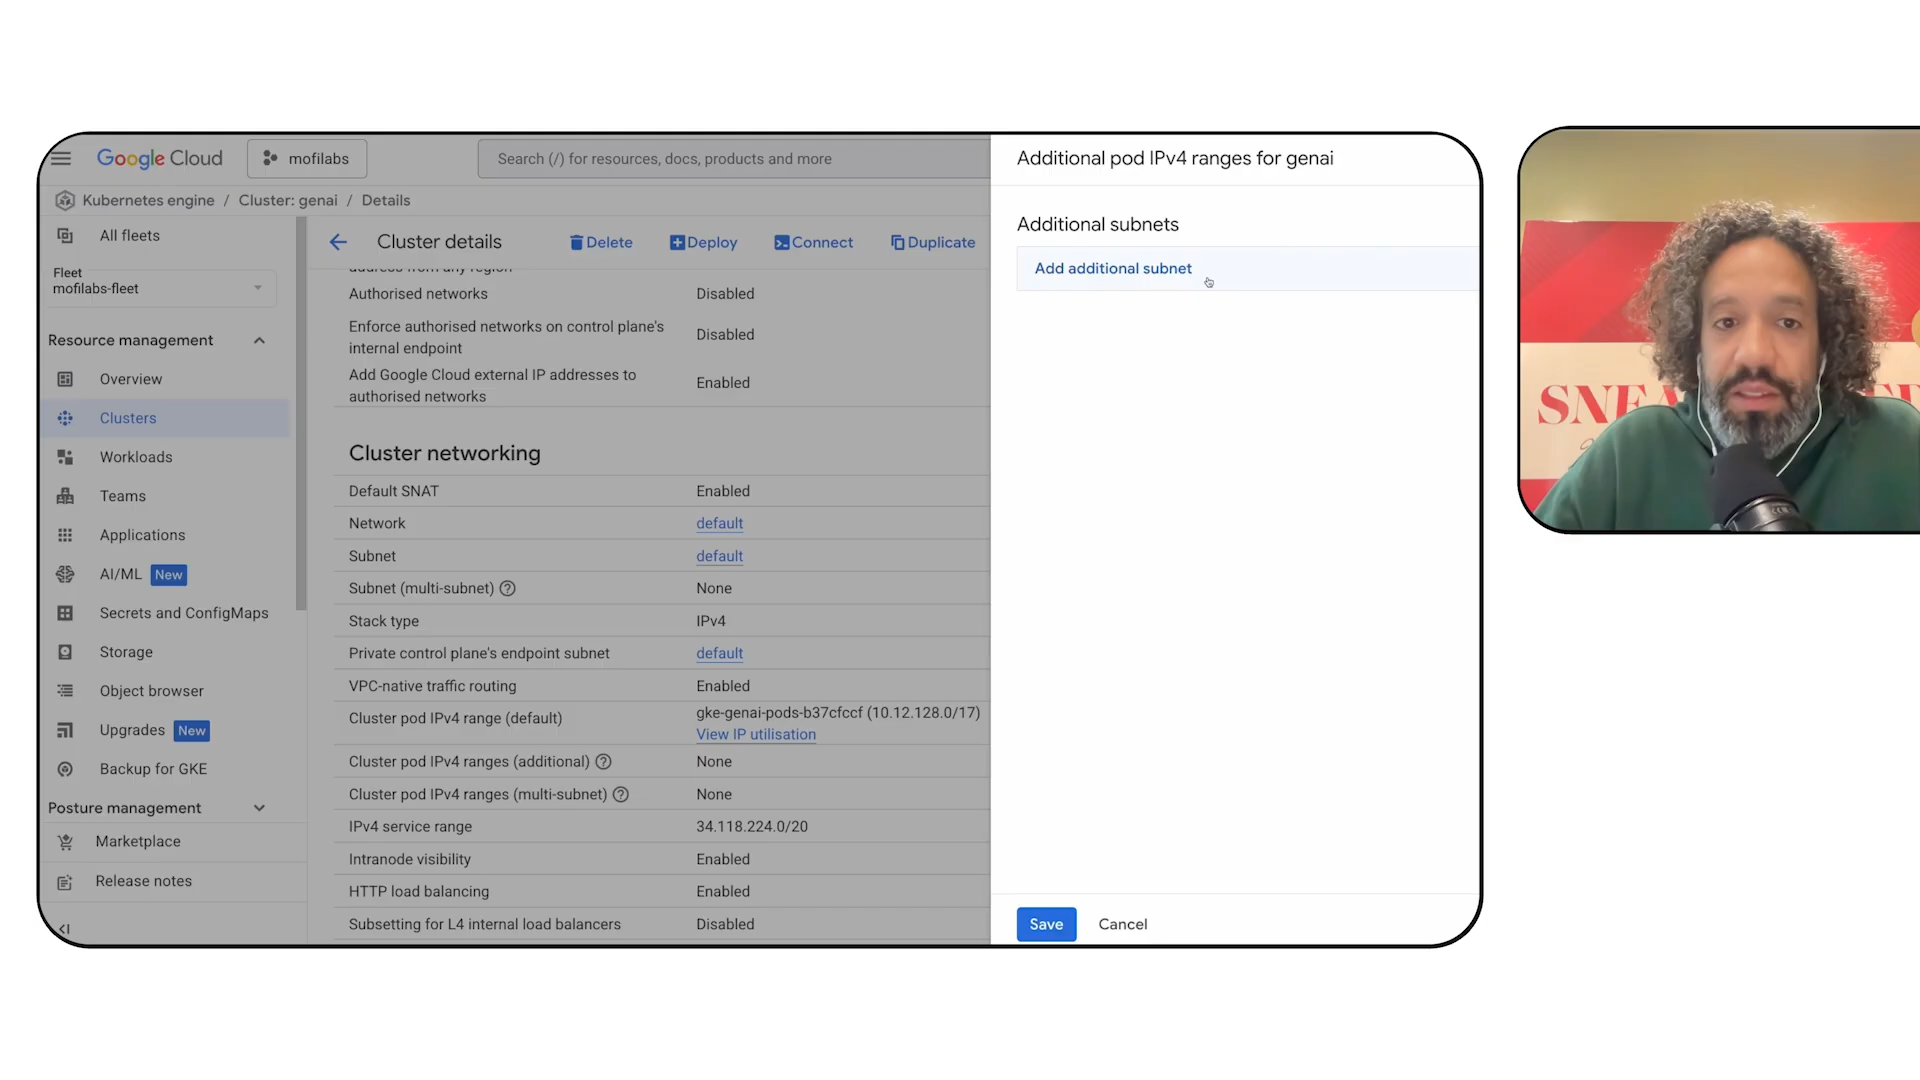 Google Cloud
mofilabs
Search (/) for resources, docs, products and more
Kubernetes engine / Cluster: genai / Details
All fleets
Fleet
mofilabs-fleet
Resource management
Overview
Clusters
Workloads
Teams
Applications
AI/ML New
Secrets and ConfigMaps
Storage
Object browser
Upgrades New
Backup for GKE
Posture management
Marketplace
Release notes
Cluster details
Delete
Deploy
Connect
Duplicate
address from any region
Authorised networks Disabled
Enforce authorised networks on control plane's
internal endpoint Disabled
Add Google Cloud external IP addresses to
authorised networks Enabled
Cluster networking
Default SNAT Enabled
Network default
Subnet default
Subnet (multi-subnet) None
Stack type IPv4
Private control plane's endpoint subnet default
VPC-native traffic routing Enabled
Cluster pod IPv4 range (default) gke-genai-pods-b37cfccf (10.12.128.0/17)
View IP utilisation
Cluster pod IPv4 ranges (additional) None
Cluster pod IPv4 ranges (multi-subnet) None
IPv4 service range 34.118.224.0/20
Intranode visibility Enabled
HTTP load balancing Enabled
Subsetting for L4 internal load balancers Disabled
Additional pod IPv4 ranges for genai
Additional subnets
Add additional subnet
Save
Cancel